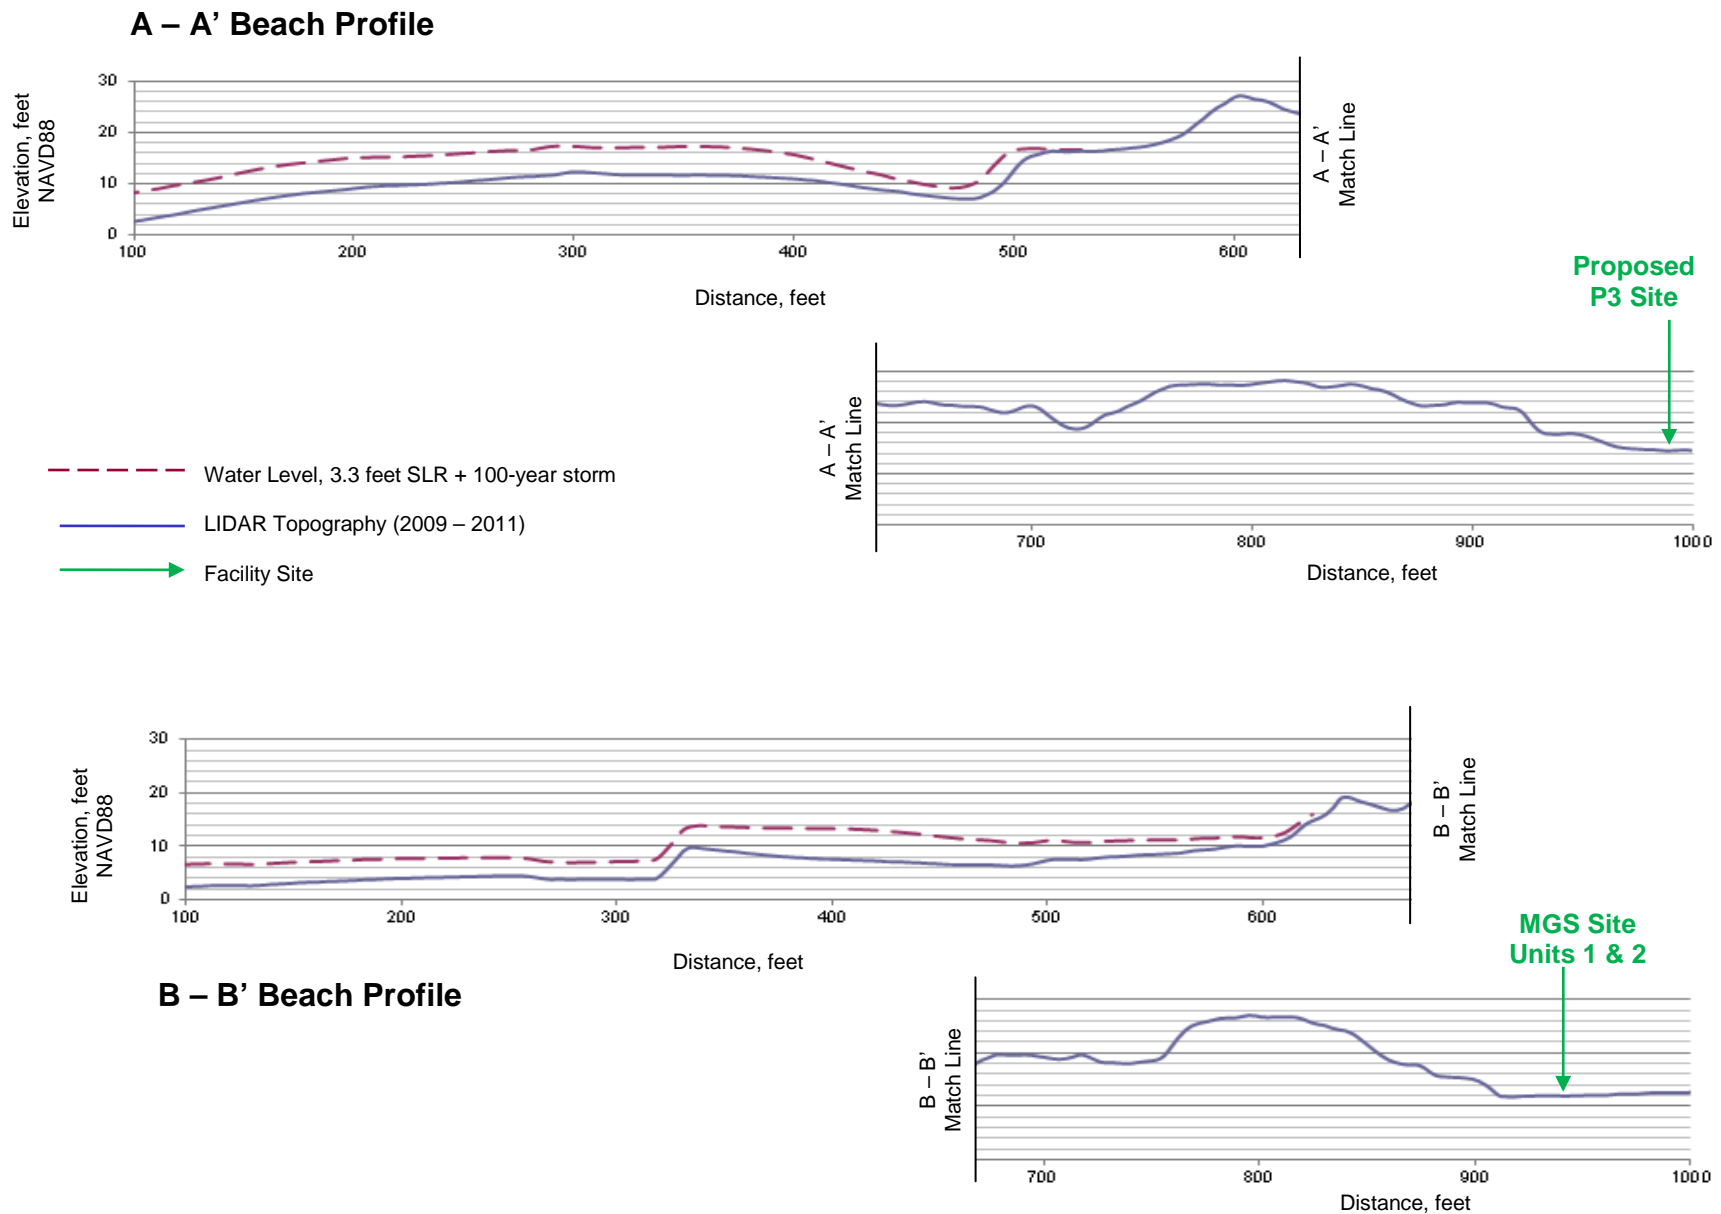 A – A’ Beach Profile
Elevation, feet
NAVD88
30
20
10
0
100
200
300
400
500
600
Distance, feet
A – A’
Match Line
Proposed
P3 Site
A – A’
Match Line
700
800
900
1000
Distance, feet
Water Level, 3.3 feet SLR + 100-year storm
LIDAR Topography (2009 – 2011)
Facility Site
Elevation, feet
NAVD88
30
20
10
0
100
200
300
400
500
600
Distance, feet
B – B’
Match Line
B – B’ Beach Profile
MGS Site
Units 1 & 2
B – B’
Match Line
700
800
900
1000
Distance, feet